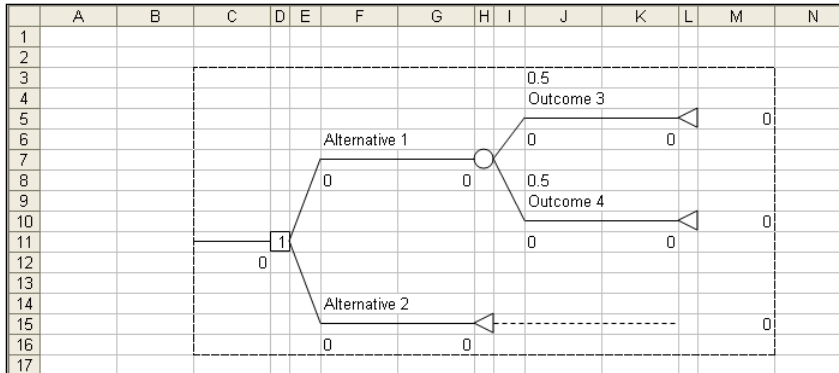 A B C D E F G H I J K L M N
1
2
3 0.5
4 Outcome 3
5 0
6 Alternative 1 0 0
7
8 0 0 0.5
9 Outcome 4
10 0
11 1 0 0
12 0
13
14 Alternative 2
15 0
16 0 0
17